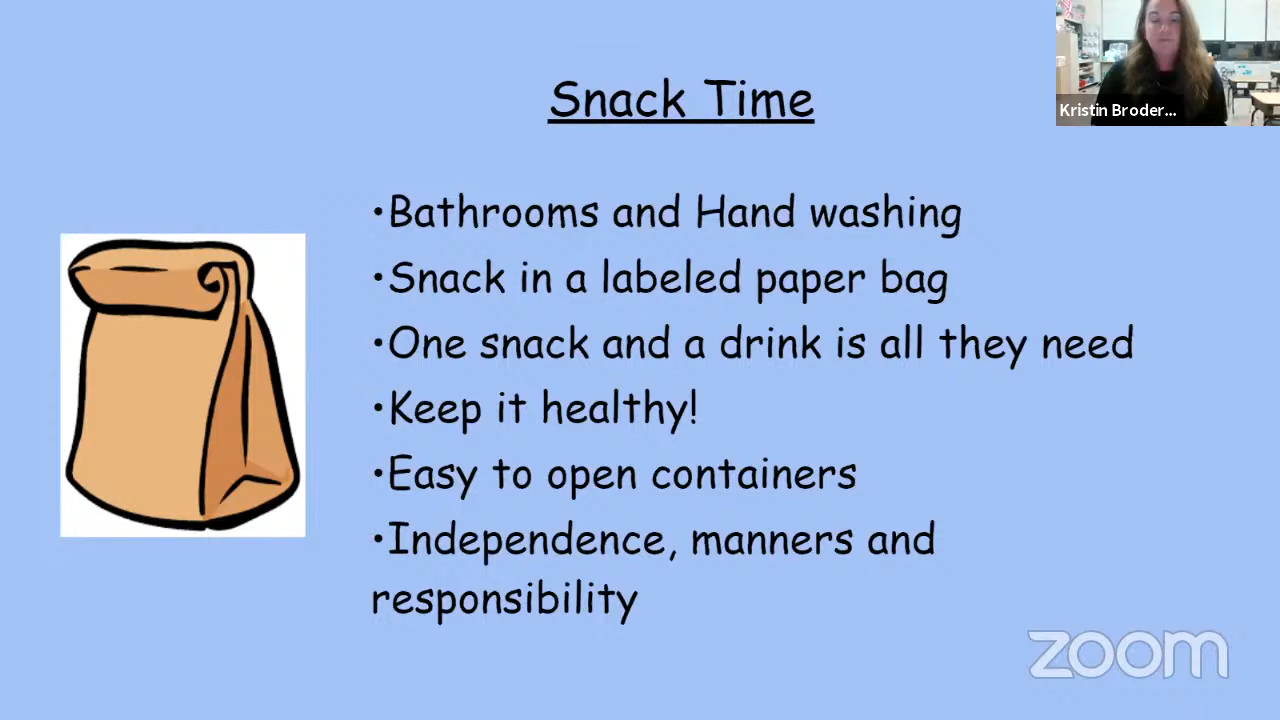 Snack Time
Kristin Broder...
•Bathrooms and Hand washing
•Snack in a labeled paper bag
•One snack and a drink is all they need
•Keep it healthy!
•Easy to open containers
•Independence, manners and
responsibility
zoom